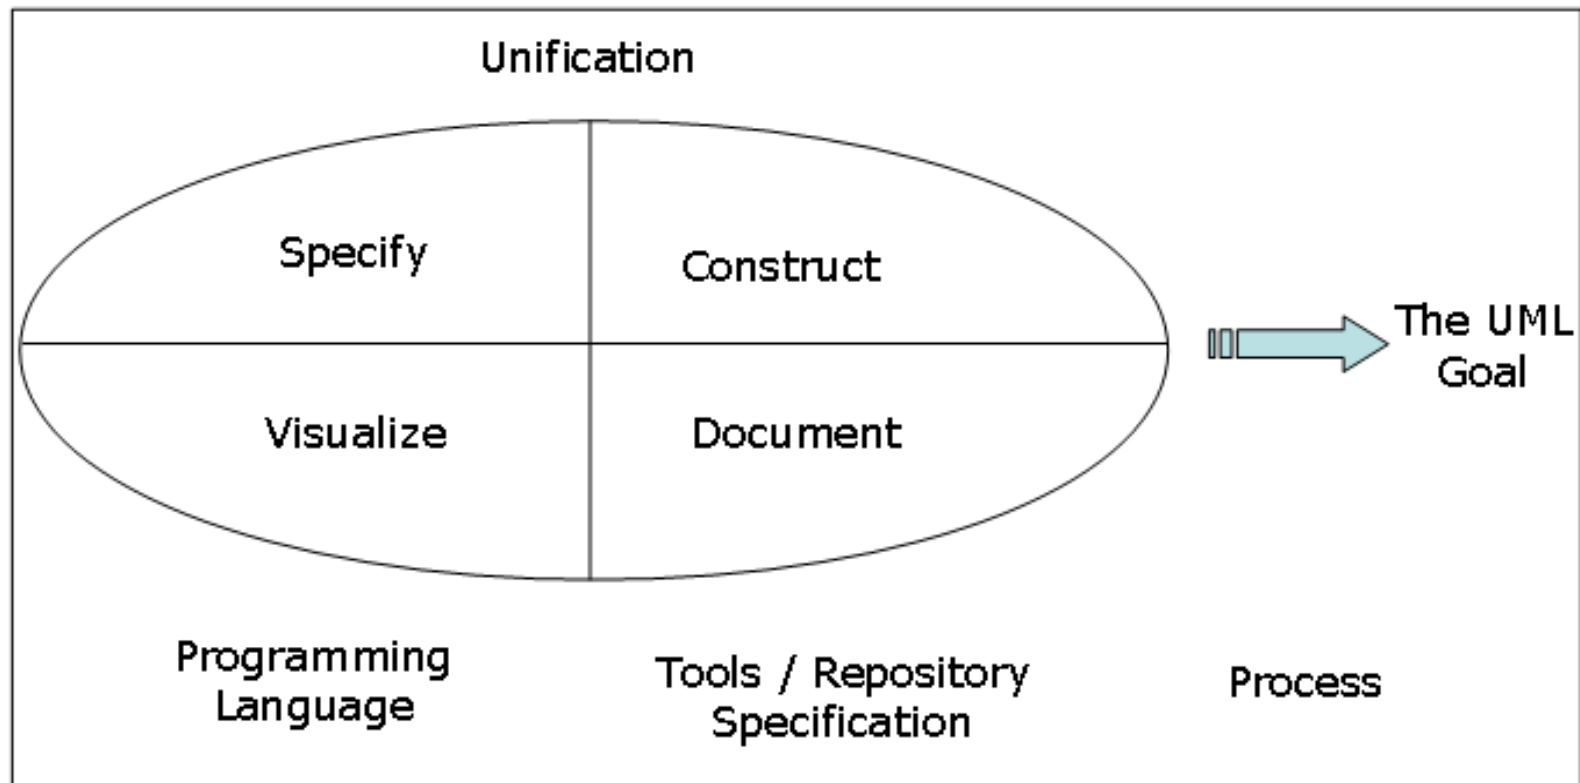 Unification
Specify
Construct
Visualize
Document
The UML
Goal
Programming
Language
Tools / Repository
Specification
Process